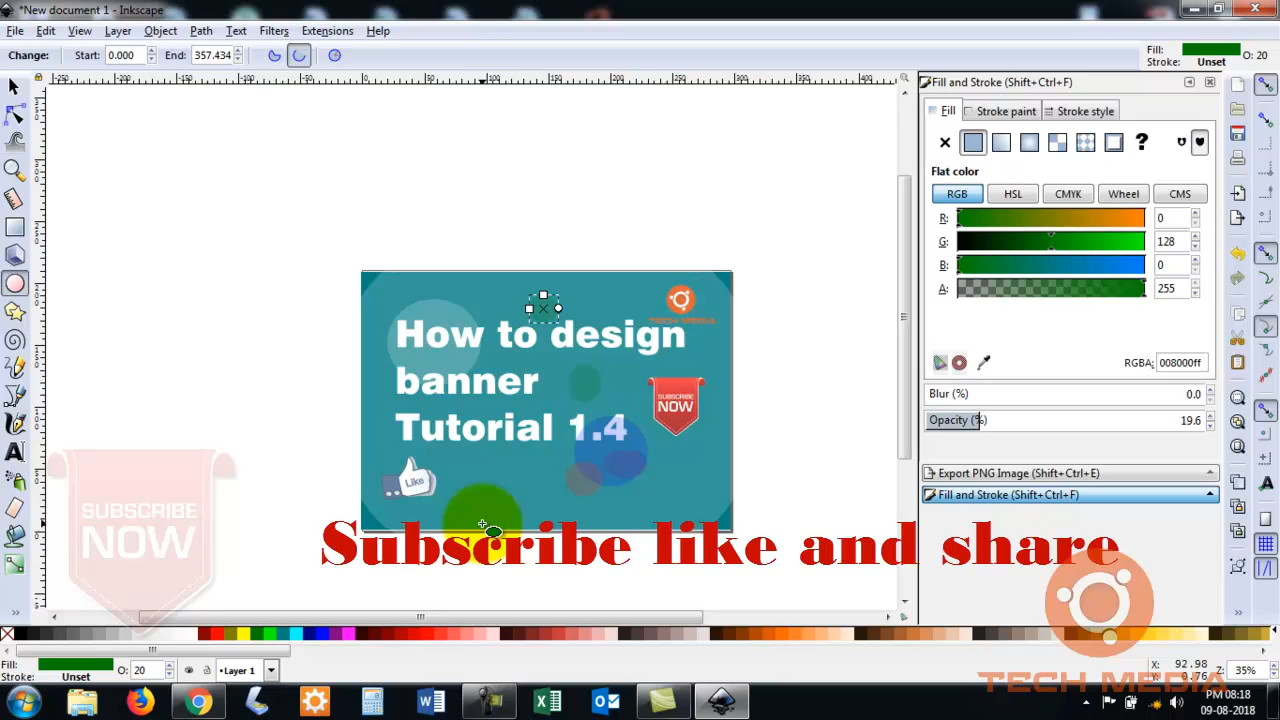 *New document 1 - Inkscape
File Edit View Layer Object Path Text Filters Extensions Help
Change: Start: 0.000 End: 357.434
Fill: O: 20
Stroke: Unset
Fill and Stroke (Shift+Ctrl+F)
Fill Stroke paint Stroke style
?
Flat color
RGB HSL CMYK Wheel CMS
R: 0
G: 128
B: 0
A: 255
RGBA: 008000ff
Blur (%) 0.0
Opacity (%) 19.6
Export PNG Image (Shift+Ctrl+E)
Fill and Stroke (Shift+Ctrl+F)
TECH MEDIA
How to design
banner
Tutorial 1.4
SUBSCRIBE
NOW
Like
SUBSCRIBE
NOW
Subscribe like and share
TECH MEDIA
Fill: O: 20 Layer 1
Stroke: Unset
X: 92.98
Y: 0.76
Z: 35%
PM 08:18
09-08-2018